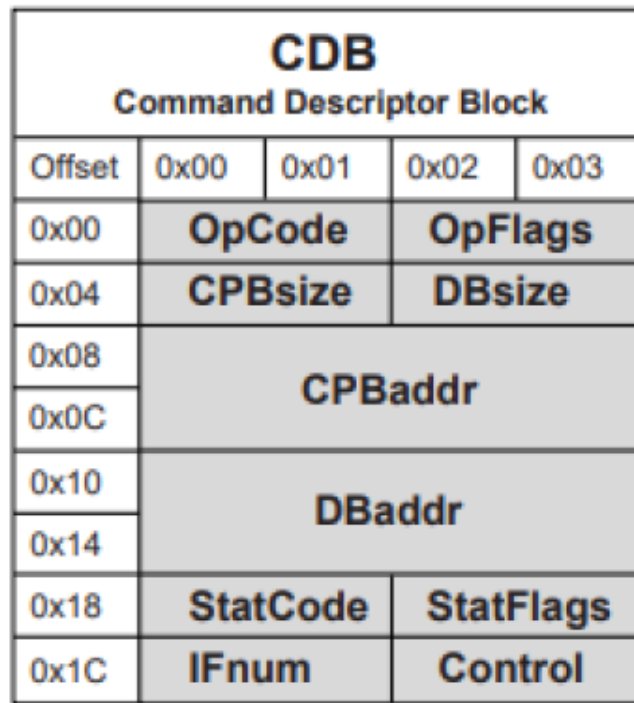 CDB
Command Descriptor Block
Offset 0x00 0x01 0x02 0x03
0x00 OpCode OpFlags
0x04 CPBsize DBsize
0x08
CPBaddr
0x0C
0x10
DBaddr
0x14
0x18 StatCode StatFlags
0x1C IFnum Control